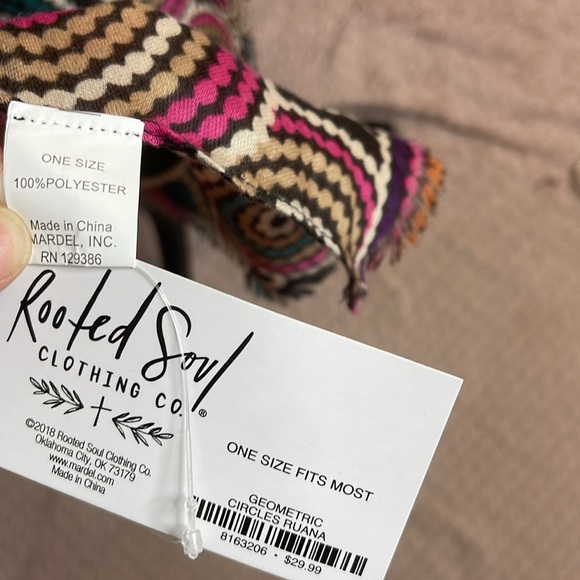 ONE SIZE
100%POLYESTER
Made in China
MARDEL, INC.
RN 129386
Rooted Soul
CLOTHING CO.®
©2018 Rooted Soul Clothing Co.
Oklahoma City, OK 73179
www.mardel.com
Made in China
ONE SIZE FITS MOST
GEOMETRIC
CIRCLES RUANA
8163206 • $29.99